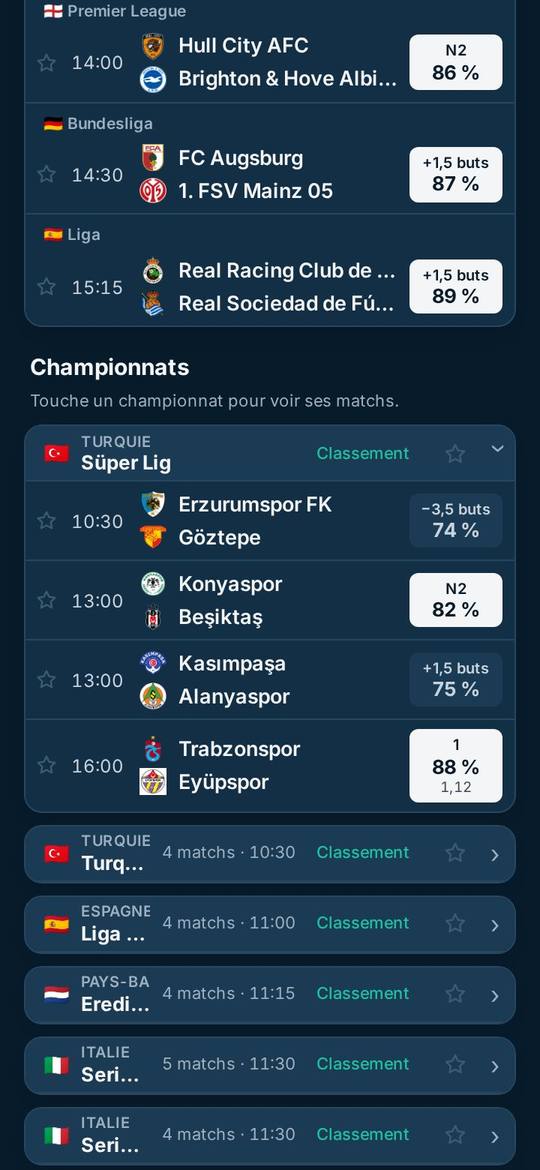 Premier League
14:00
Hull City AFC
Brighton & Hove Albi...
N2
86 %
Bundesliga
14:30
FC Augsburg
1. FSV Mainz 05
+1,5 buts
87 %
Liga
15:15
Real Racing Club de ...
Real Sociedad de Fú...
+1,5 buts
89 %
Championnats
Touche un championnat pour voir ses matchs.
TURQUIE
Süper Lig
Classement
10:30
Erzurumspor FK
Göztepe
−3,5 buts
74 %
13:00
Konyaspor
Beşiktaş
N2
82 %
13:00
Kasımpaşa
Alanyaspor
+1,5 buts
75 %
16:00
Trabzonspor
Eyüpspor
1
88 %
1,12
TURQUIE
Turq...
4 matchs · 10:30
Classement
ESPAGNE
Liga ...
4 matchs · 11:00
Classement
PAYS-BA
Eredi...
4 matchs · 11:15
Classement
ITALIE
Seri...
5 matchs · 11:30
Classement
ITALIE
Seri...
4 matchs · 11:30
Classement